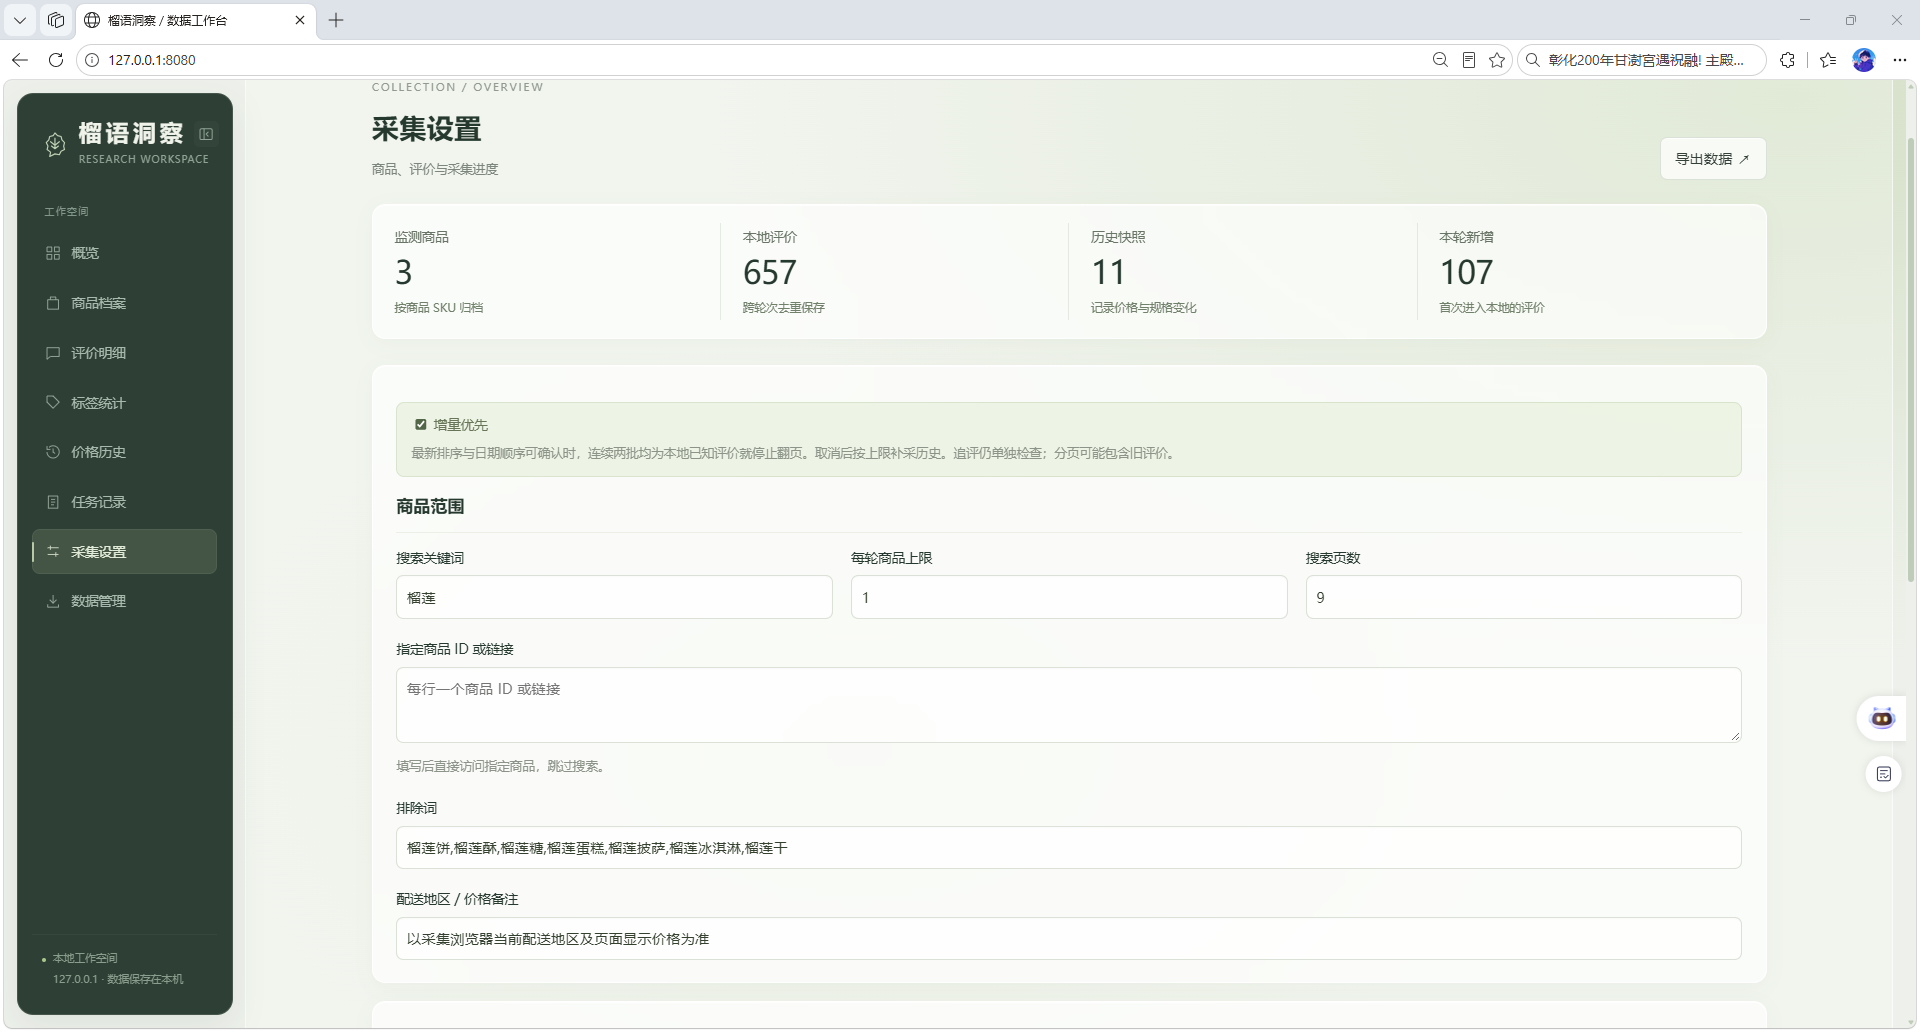 榴语洞察 / 数据工作台
127.0.0.1:8080
彰化200年甘澍宮遇祝融! 主殿...
榴语洞察
RESEARCH WORKSPACE
工作空间
概览
商品档案
评价明细
标签统计
价格历史
任务记录
采集设置
数据管理
本地工作空间
127.0.0.1 · 数据保存在本机
COLLECTION / OVERVIEW
采集设置
商品、评价与采集进度
导出数据 ↗
监测商品
3
按商品 SKU 归档
本地评价
657
跨轮次去重保存
历史快照
11
记录价格与规格变化
本轮新增
107
首次进入本地的评价
增量优先
最新排序与日期顺序可确认时，连续两批均为本地已知评价就停止翻页。取消后按上限补采历史。追评仍单独检查；分页可能包含旧评价。
商品范围
搜索关键词
榴莲
每轮商品上限
1
搜索页数
9
指定商品 ID 或链接
每行一个商品 ID 或链接
填写后直接访问指定商品，跳过搜索。
排除词
榴莲饼,榴莲酥,榴莲糖,榴莲蛋糕,榴莲披萨,榴莲冰淇淋,榴莲干
配送地区 / 价格备注
以采集浏览器当前配送地区及页面显示价格为准